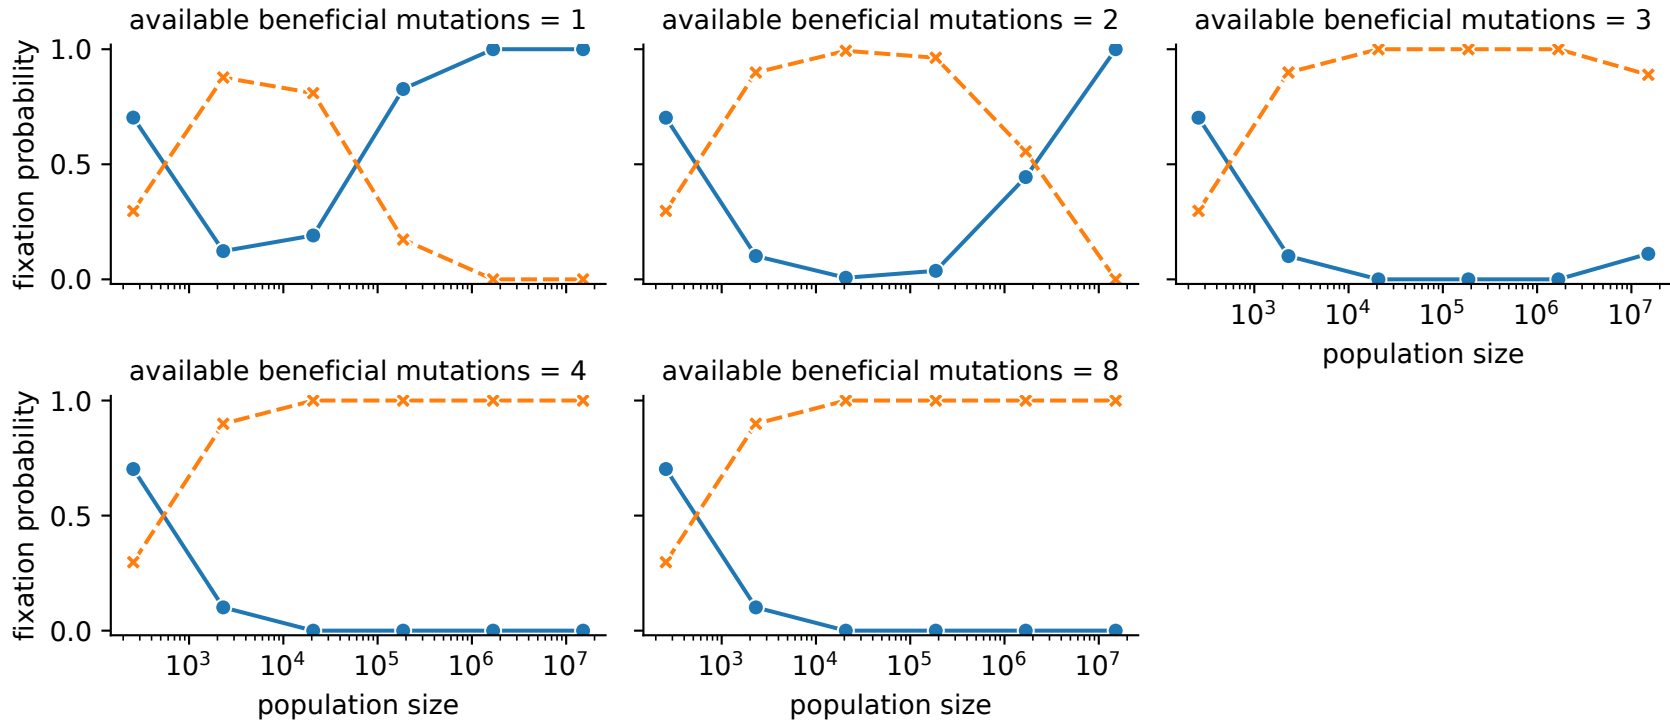 available beneficial mutations = 1
available beneficial mutations = 2
available beneficial mutations = 3
fixation probability
1.0
0.5
0.0
10³ 10⁴ 10⁵ 10⁶ 10⁷
population size
available beneficial mutations = 4
available beneficial mutations = 8
fixation probability
1.0
0.5
0.0
10³ 10⁴ 10⁵ 10⁶ 10⁷
population size
10³ 10⁴ 10⁵ 10⁶ 10⁷
population size